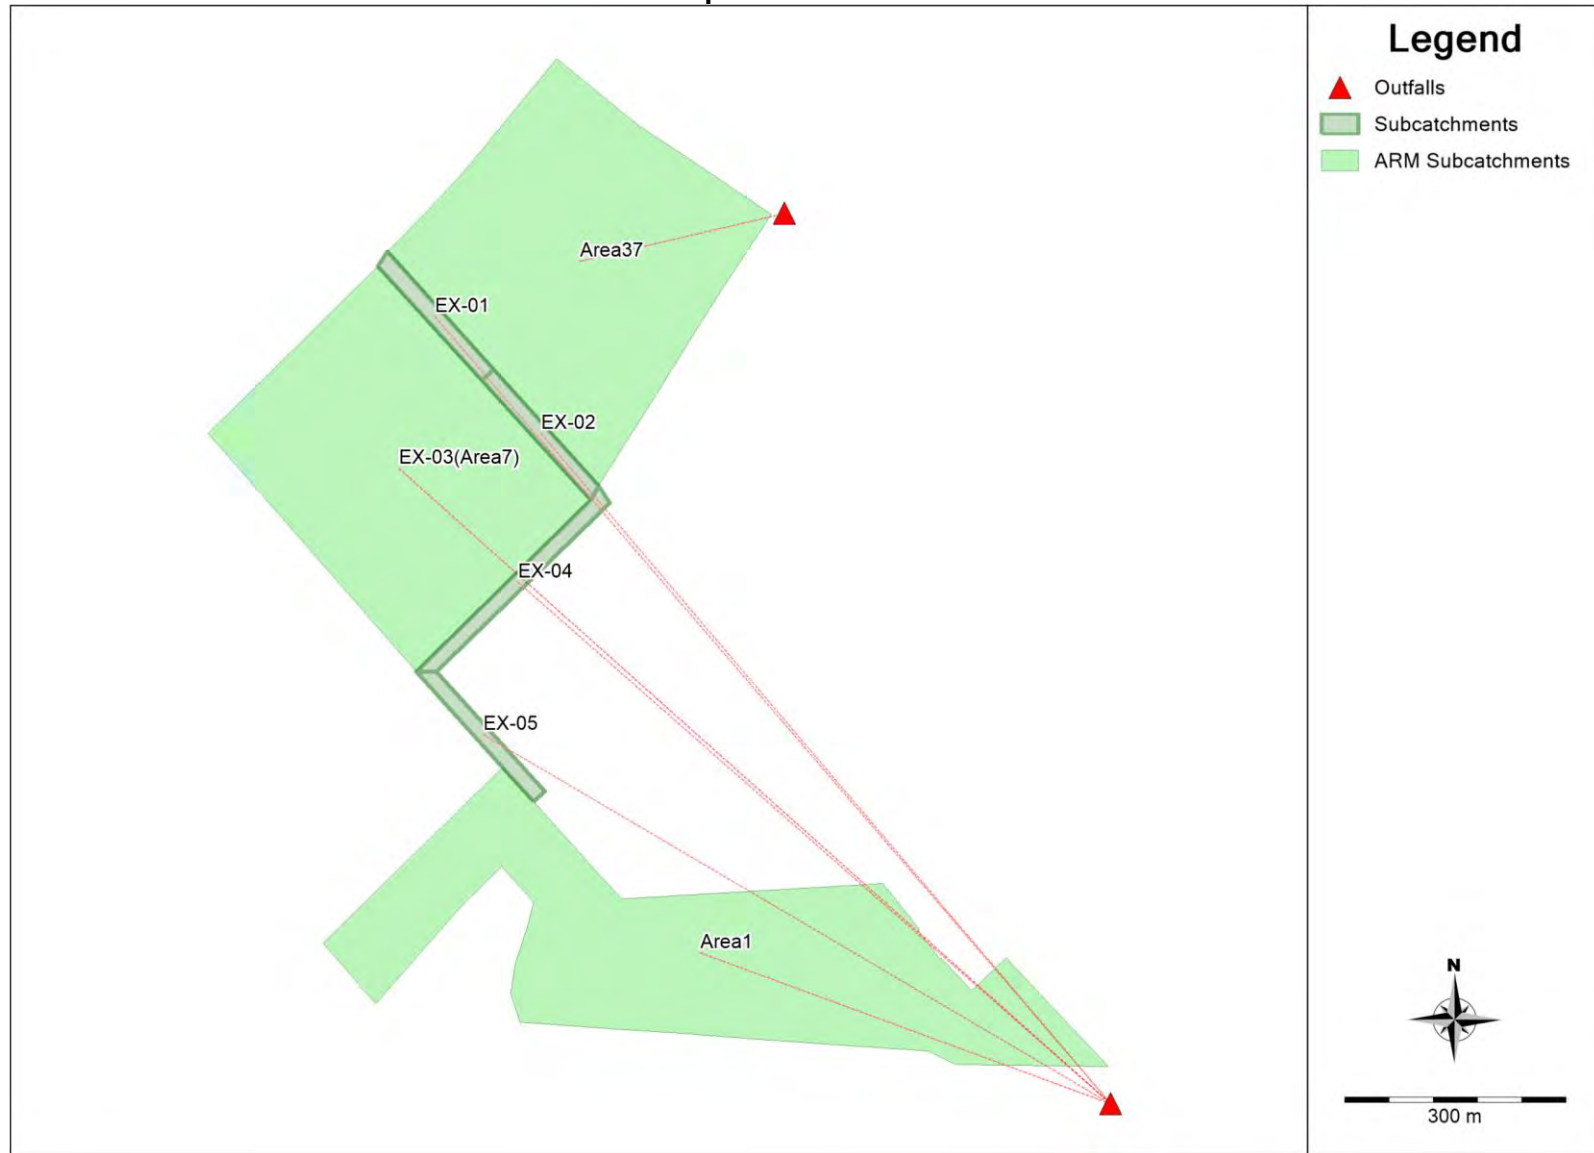 Legend
Outfalls
Subcatchments
ARM Subcatchments
Area37
EX-01
EX-02
EX-03(Area7)
EX-04
EX-05
Area1
N
300 m